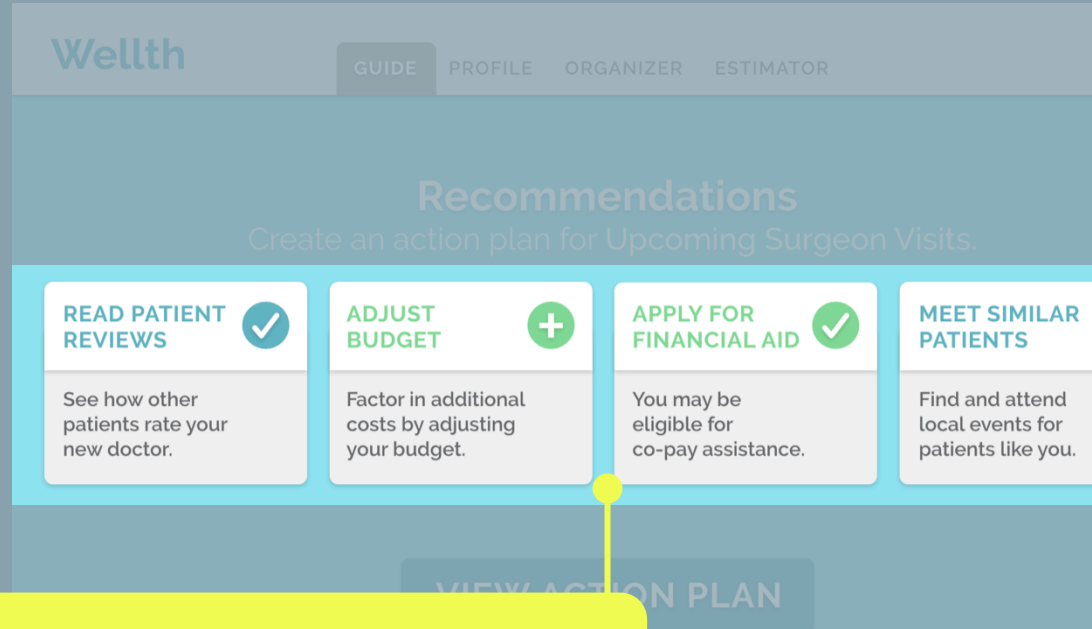 Wellth
GUIDE PROFILE ORGANIZER ESTIMATOR
Recommendations
Create an action plan for Upcoming Surgeon Visits.
READ PATIENT
REVIEWS
See how other
patients rate your
new doctor.
ADJUST
BUDGET
Factor in additional
costs by adjusting
your budget.
APPLY FOR
FINANCIAL AID
You may be
eligible for
co-pay assistance.
MEET SIMILAR
PATIENTS
Find and attend
local events for
patients like you.
VIEW ACTION PLAN